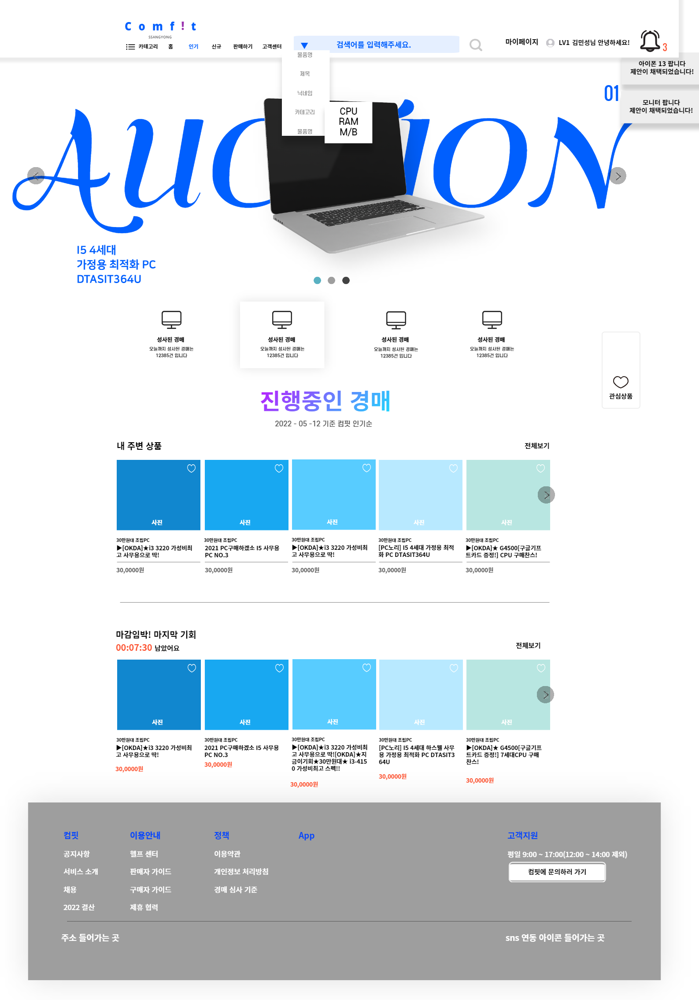 Comf!t
SSANGYONG
카테고리 홈 인기 신규 판매하기 고객센터
▼ 검색어를 입력해주세요.
마이페이지 LV1 김민성님 안녕하세요! 3
물품명
제목
닉네임
카테고리
물품명
CPU
RAM
M/B
아이폰 13 팝니다
제안이 채택되었습니다!
모니터 팝니다
제안이 채택되었습니다!
01
Auction
I5 4세대
가정용 최적화 PC
DTASIT364U
성사된 경매
오늘까지 성사된 경매는
12385건 입니다
성사된 경매
오늘까지 성사된 경매는
12385건 입니다
성사된 경매
오늘까지 성사된 경매는
12385건 입니다
성사된 경매
오늘까지 성사된 경매는
12385건 입니다
관심상품
진행중인 경매
2022 - 05 -12 기준 컴핏 인기순
내 주변 상품 전체보기
사진
30만원대 조립PC
▶[OKDA]★i3 3220 가성비최
고 사무용으로 딱!
30,0000원
사진
30만원대 조립PC
2021 PC구매하겠소 I5 사무용
PC NO.3
30,0000원
사진
30만원대 조립PC
▶[OKDA]★i3 3220 가성비최
고 사무용으로 딱!
30,0000원
사진
30만원대 조립PC
[PC노리] I5 4세대 가정용 최적
화 PC DTASIT364U
30,0000원
사진
30만원대 조립PC
▶[OKDA]★ G4500[구글기프
트카드 증정!] CPU 구매찬스!
30,0000원
마감임박! 마지막 기회
00:07:30 남았어요
전체보기
사진
30만원대 조립PC
▶[OKDA]★i3 3220 가성비최
고 사무용으로 딱!
30,0000원
사진
30만원대 조립PC
2021 PC구매하겠소 I5 사무용
PC NO.3
30,0000원
사진
30만원대 조립PC
▶[OKDA]★i3 3220 가성비최
고 사무용으로 딱![OKDA]★지
금이기회★30만원대★ i3-415
0 가성비최고 스펙!!
30,0000원
사진
30만원대 조립PC
[PC노리] I5 4세대 하스웰 사무
용 가정용 최적화 PC DTASIT3
64U
30,0000원
사진
30만원대 조립PC
▶[OKDA]★ G4500[구글기프
트카드 증정!] 7세대CPU 구매
찬스!
30,0000원
컴핏
공지사항
서비스 소개
채용
2022 결산
이용안내
헬프 센터
판매자 가이드
구매자 가이드
제휴 협력
정책
이용약관
개인정보 처리방침
경매 심사 기준
App
고객지원
평일 9:00 ~ 17:00(12:00 ~ 14:00 제외)
컴핏에 문의하러 가기
주소 들어가는 곳
sns 연동 아이콘 들어가는 곳